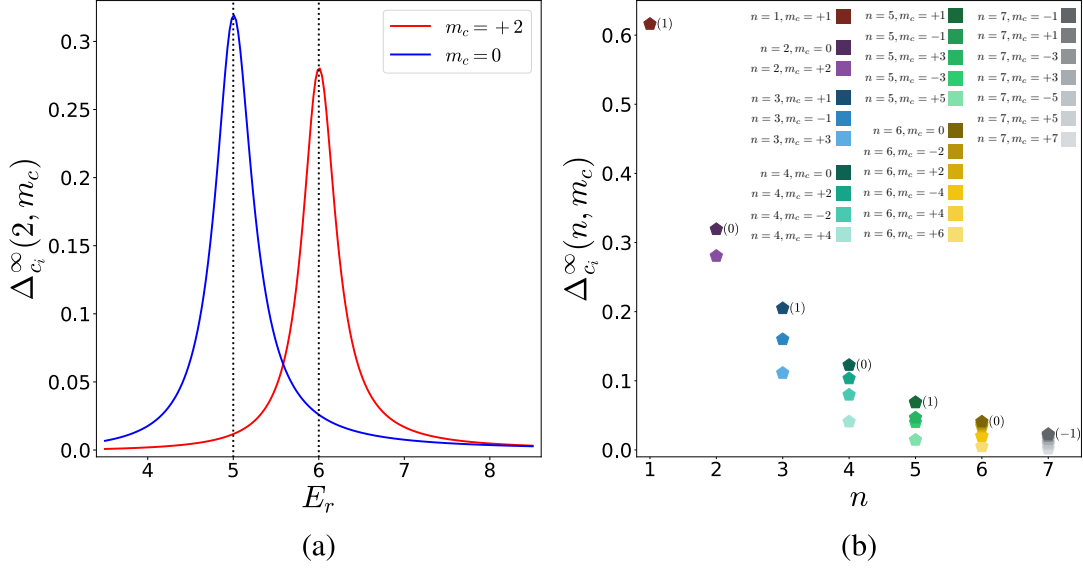 0.3
0.25
0.2
0.15
0.1
0.05
0.0
4
5
6
7
8
Δ_{c_i}^∞(2, m_c)
E_r
m_c = +2
m_c = 0
(a)
0.6
0.5
0.4
0.3
0.2
0.1
0.0
1
2
3
4
5
6
7
Δ_{c_i}^∞(n, m_c)
n
(1)
(0)
(1)
(0)
(1)
(0)
(−1)
n = 1, m_c = +1
n = 2, m_c = 0
n = 2, m_c = +2
n = 3, m_c = +1
n = 3, m_c = −1
n = 3, m_c = +3
n = 4, m_c = 0
n = 4, m_c = +2
n = 4, m_c = −2
n = 4, m_c = +4
n = 5, m_c = +1
n = 5, m_c = −1
n = 5, m_c = +3
n = 5, m_c = −3
n = 5, m_c = +5
n = 6, m_c = 0
n = 6, m_c = −2
n = 6, m_c = +2
n = 6, m_c = −4
n = 6, m_c = +4
n = 6, m_c = +6
n = 7, m_c = −1
n = 7, m_c = +1
n = 7, m_c = −3
n = 7, m_c = +3
n = 7, m_c = −5
n = 7, m_c = +5
n = 7, m_c = +7
(b)